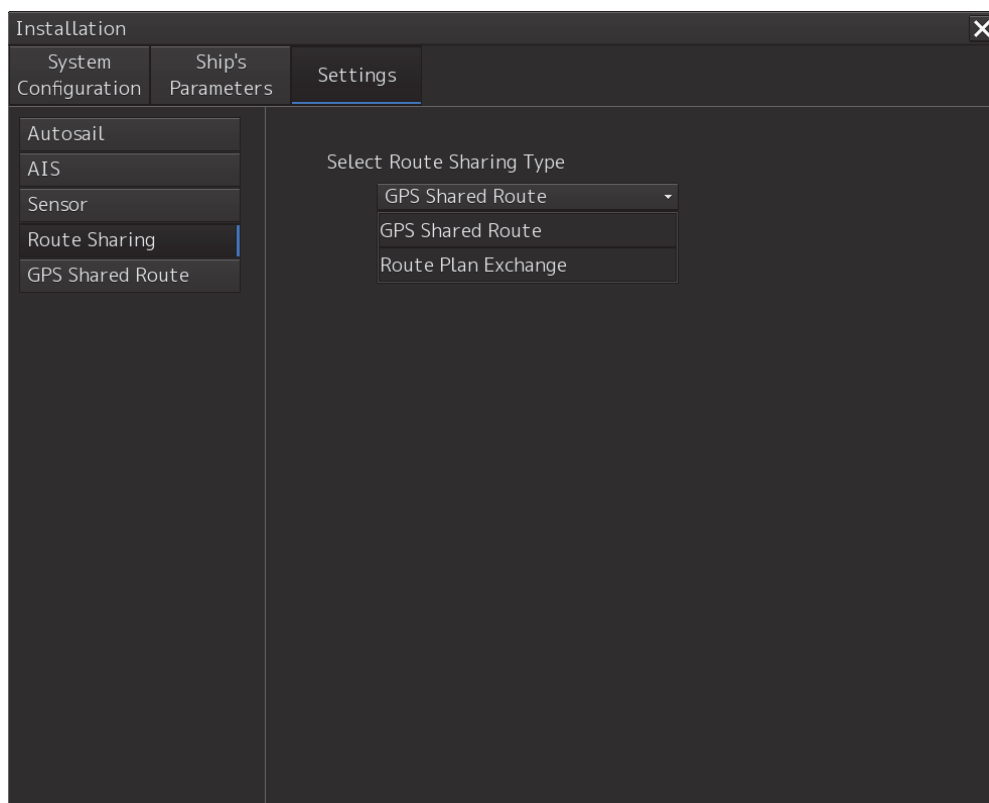 Installation
System
Configuration
Ship's
Parameters
Settings
Autosail
AIS
Sensor
Route Sharing
GPS Shared Route
Select Route Sharing Type
GPS Shared Route
GPS Shared Route
Route Plan Exchange